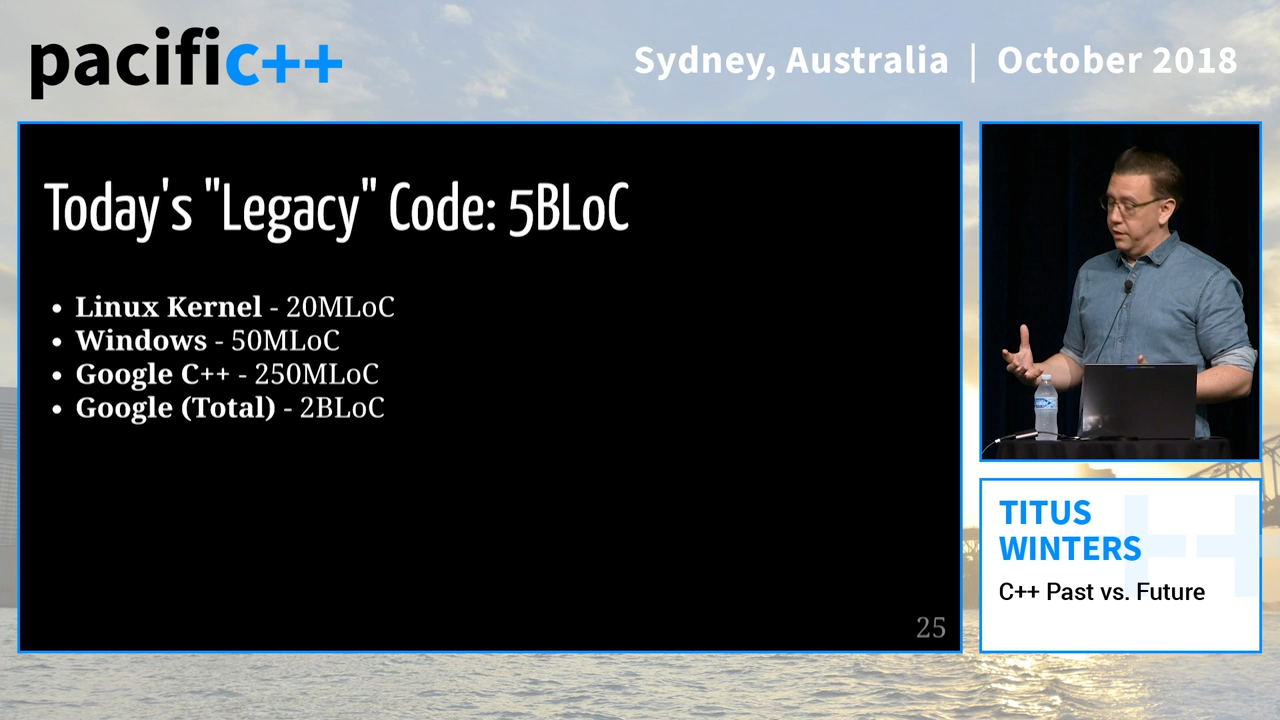 pacific++
Sydney, Australia | October 2018
Today's "Legacy" Code: 5BLoC
• Linux Kernel - 20MLoC
• Windows - 50MLoC
• Google C++ - 250MLoC
• Google (Total) - 2BLoC
25
TITUS
WINTERS
C++ Past vs. Future